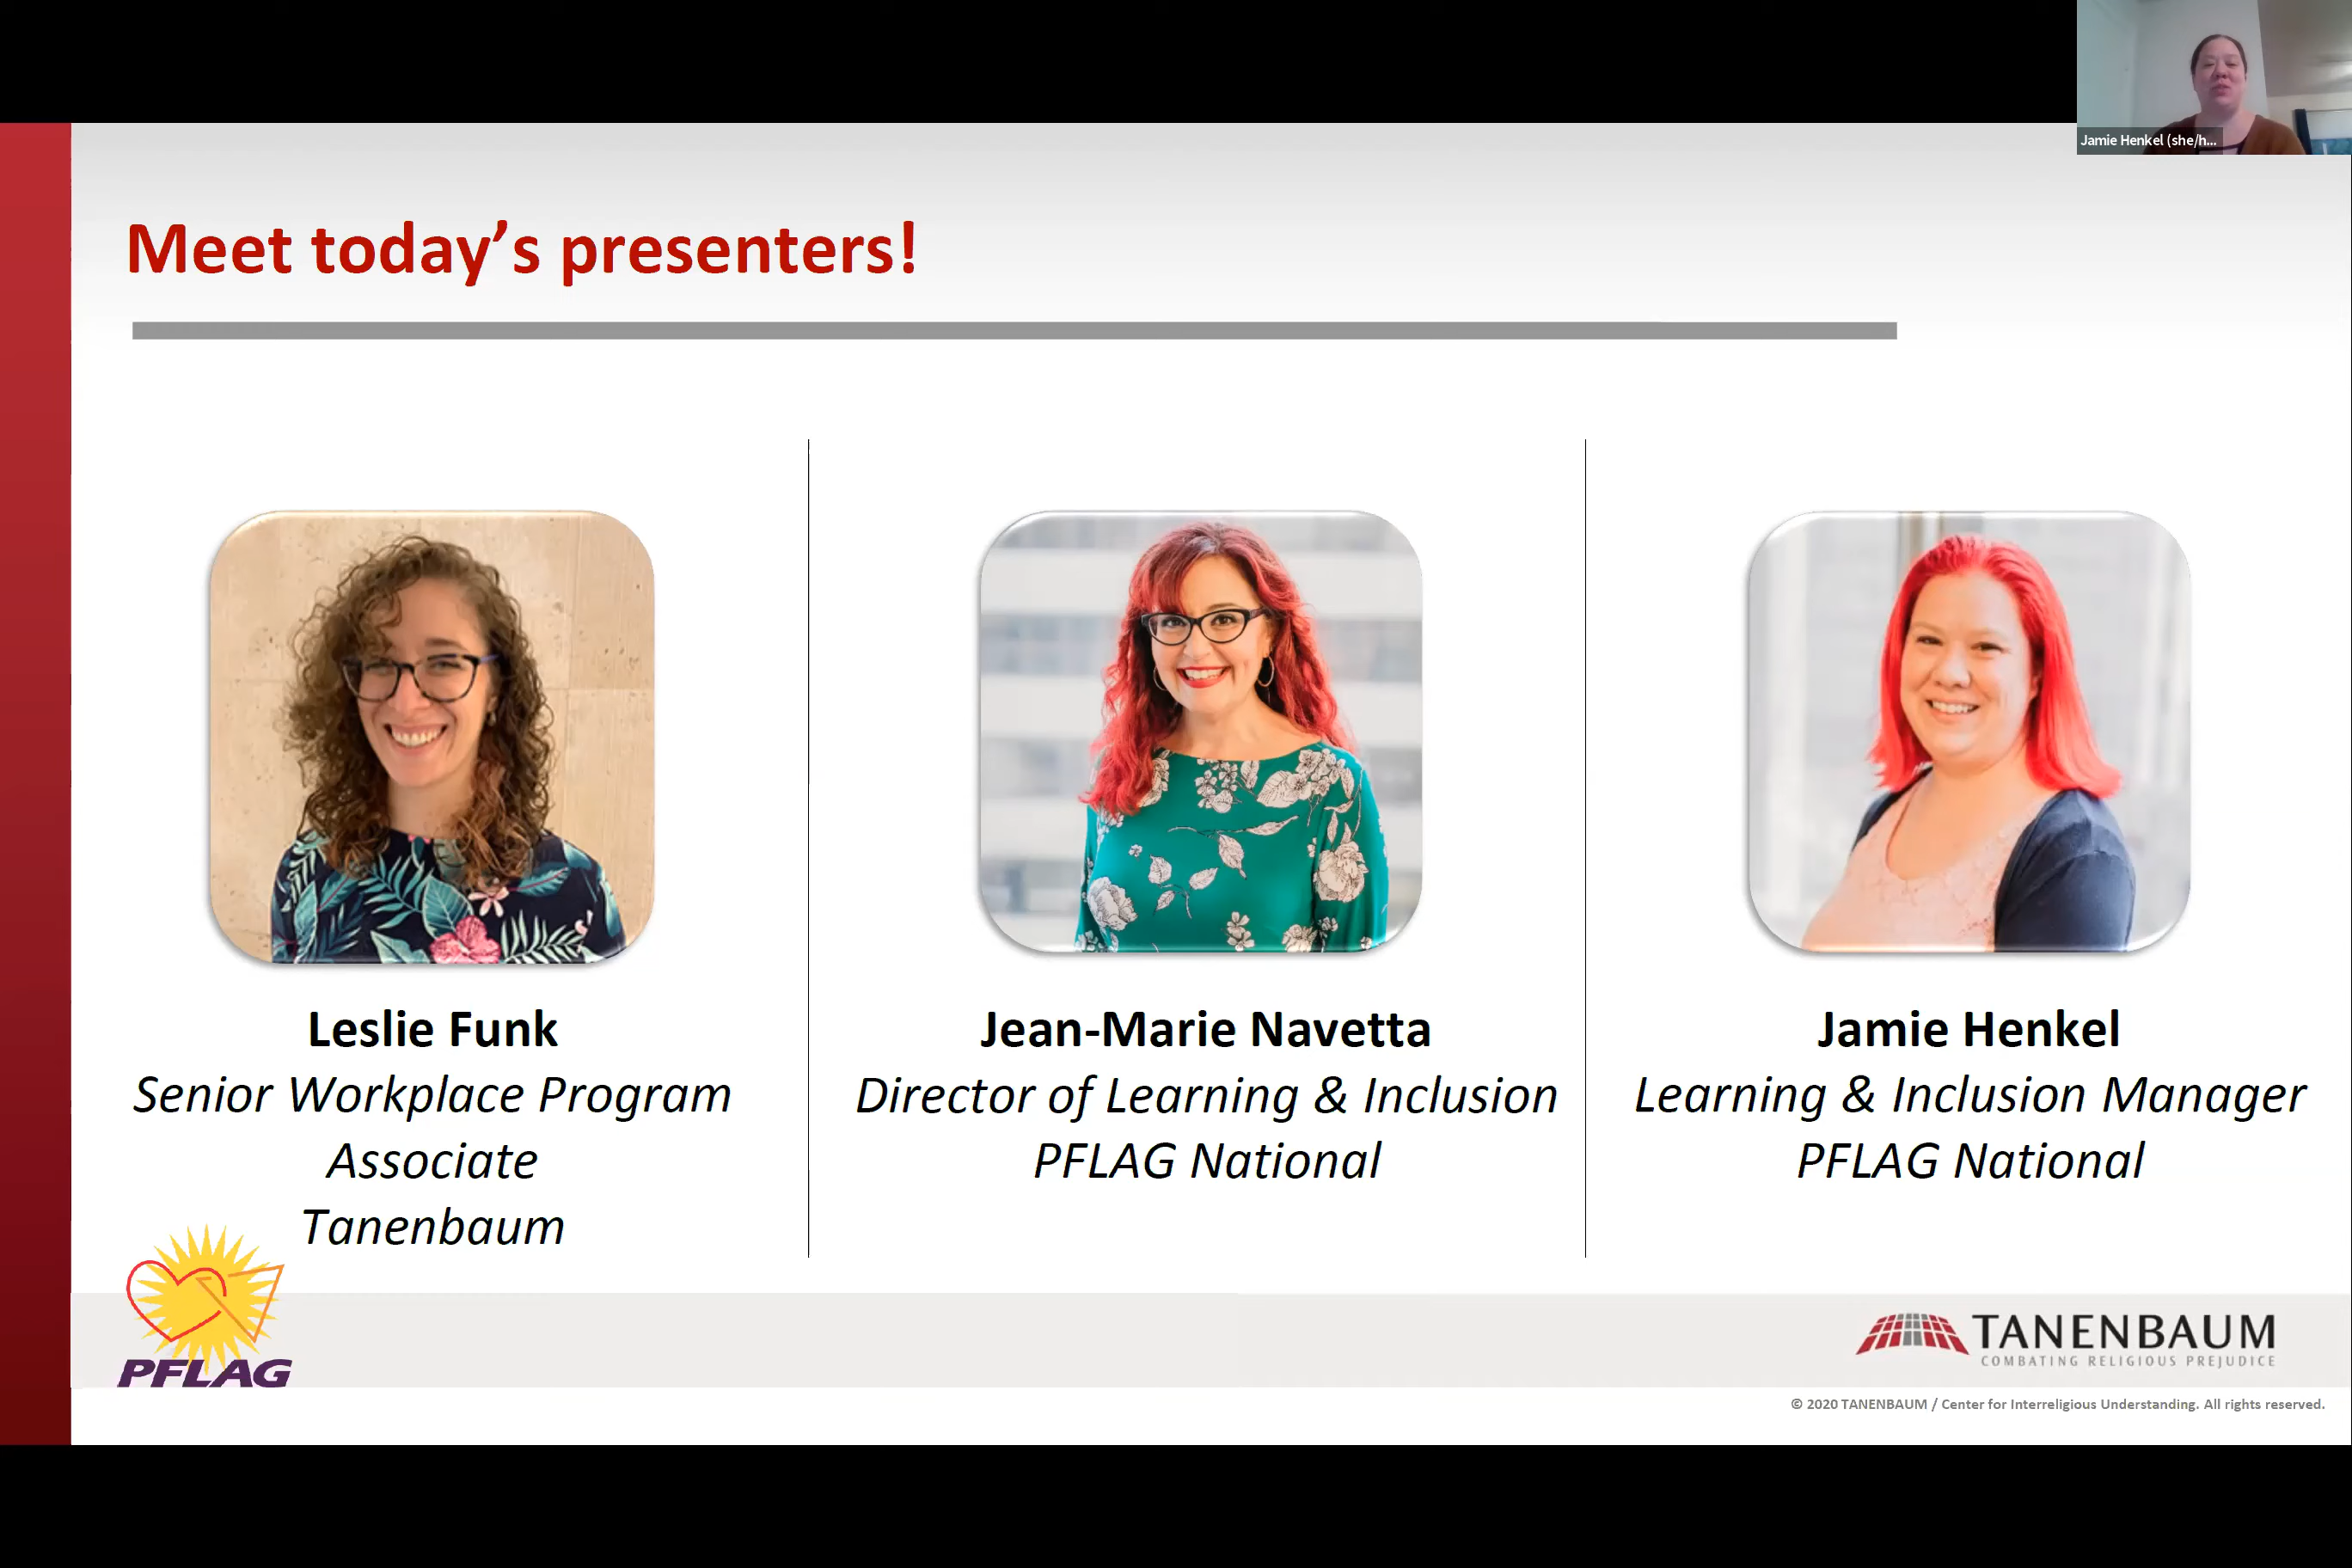 Jamie Henkel (she/h...
Meet today’s presenters!
Leslie Funk
Senior Workplace Program
Associate
Tanenbaum
Jean-Marie Navetta
Director of Learning & Inclusion
PFLAG National
Jamie Henkel
Learning & Inclusion Manager
PFLAG National
PFLAG
TANENBAUM
COMBATING RELIGIOUS PREJUDICE
© 2020 TANENBAUM / Center for Interreligious Understanding. All rights reserved.